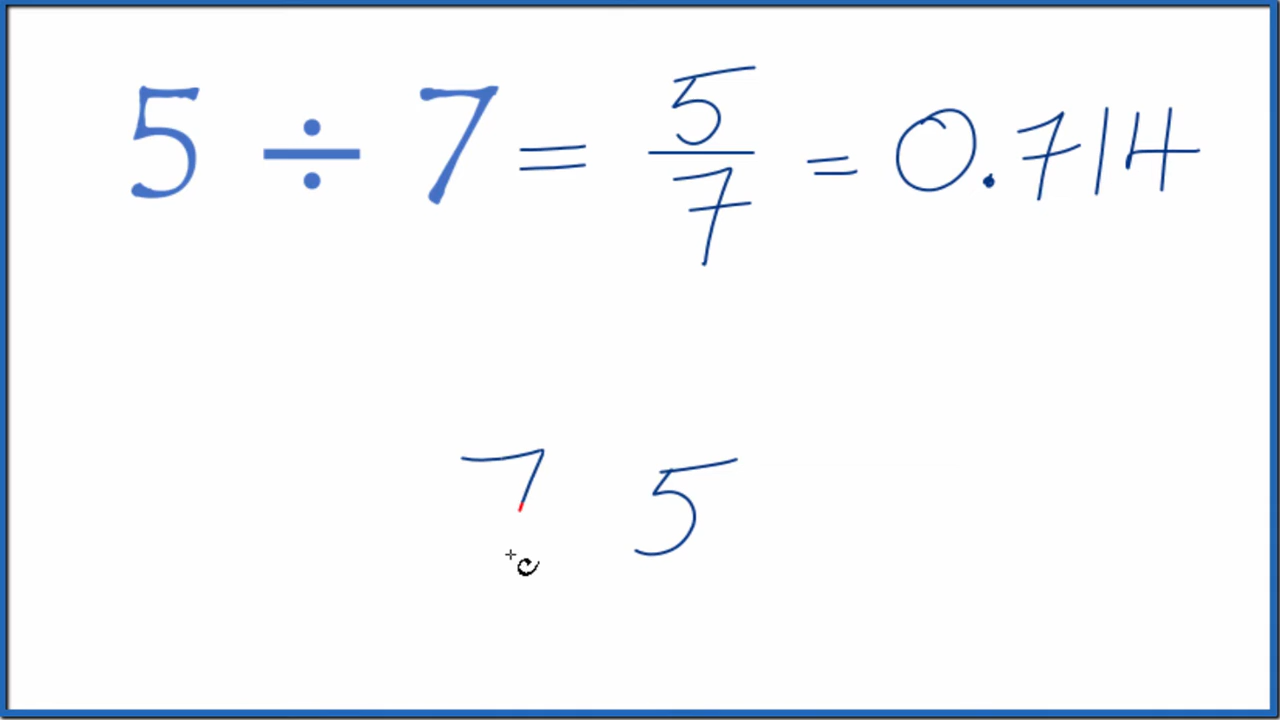 5 ÷ 7 = 5/7 = 0.714
7 5